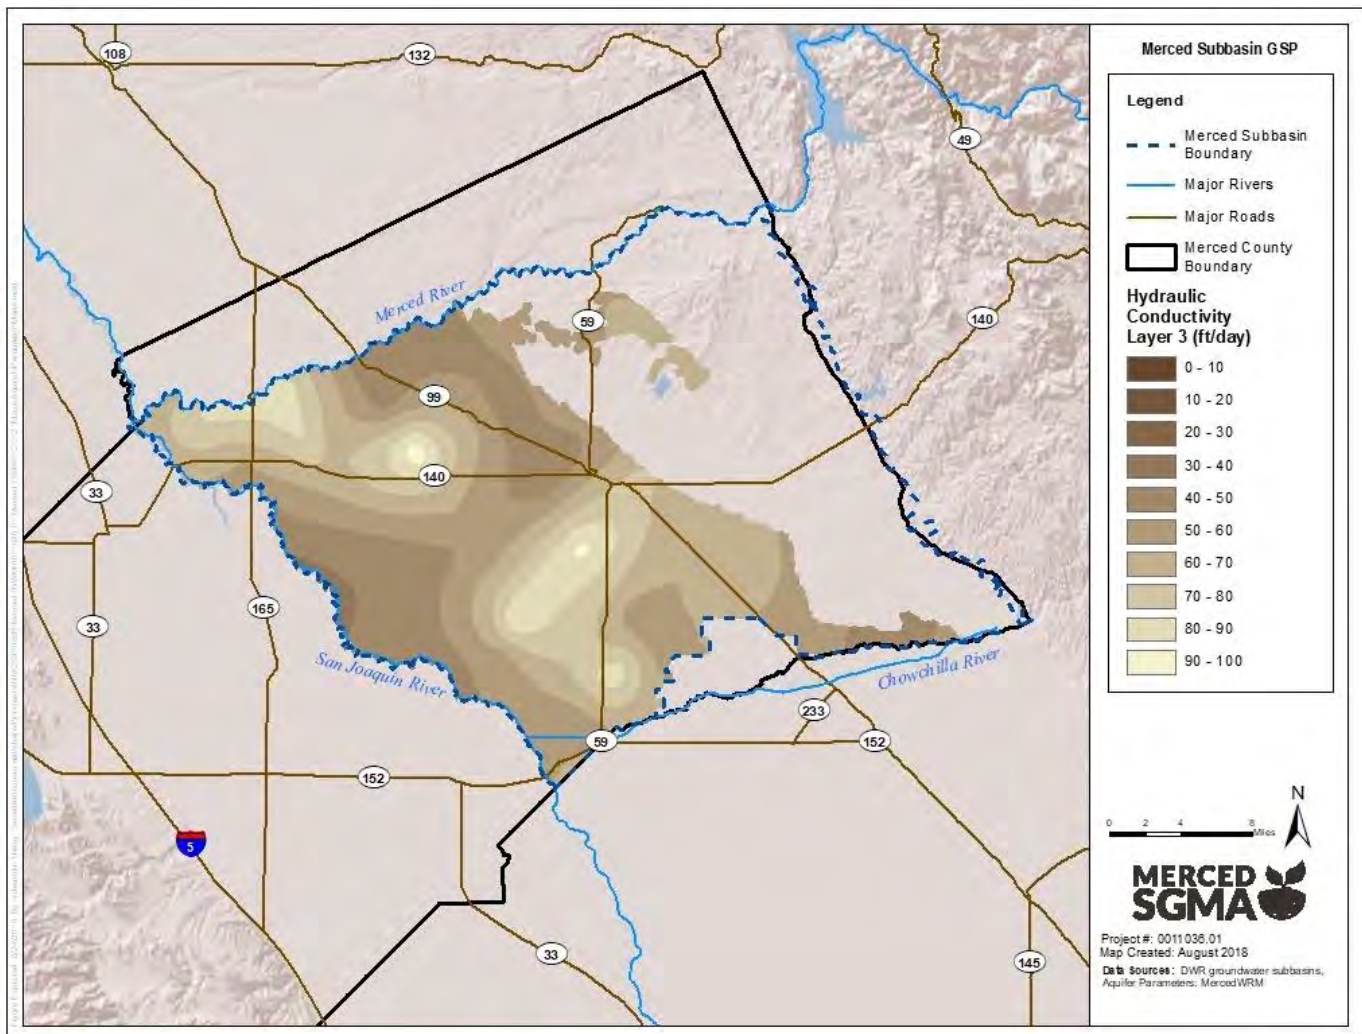 Merced Subbasin GSP
Legend
Merced Subbasin
Boundary
Major Rivers
Major Roads
Merced County
Boundary
Hydraulic
Conductivity
Layer 3 (ft/day)
0 - 10
10 - 20
20 - 30
30 - 40
40 - 50
50 - 60
60 - 70
70 - 80
80 - 90
90 - 100
N
0 2 4 8
Miles
MERCED
SGMA
Project #: 0011036.01
Map Created: August 2018
Data Sources: DWR groundwater subbasins,
Aquifer Parameters: MercedWRM
108
132
49
Merced River
59
140
99
140
33
165
33
San Joaquin River
Chowchilla River
233
59
152
152
5
33
145